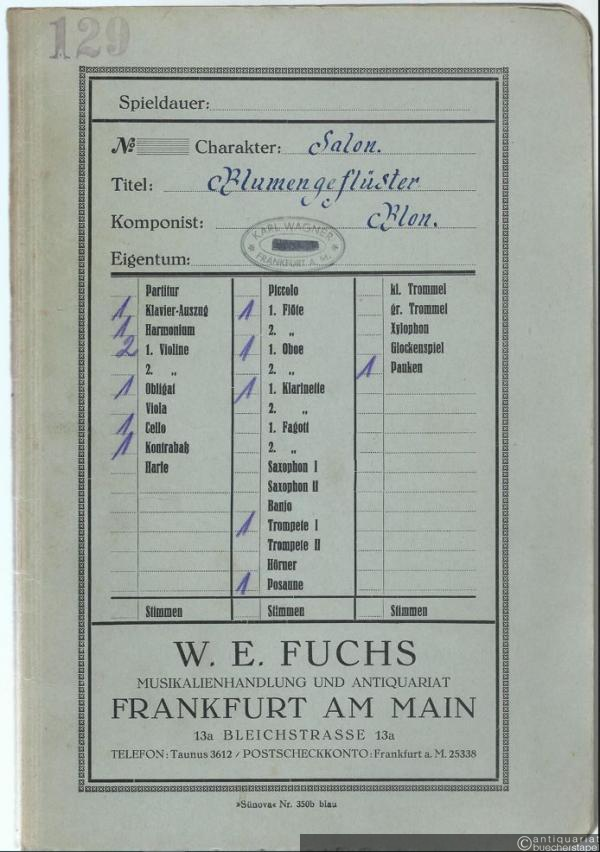 129
Spieldauer:
№ Charakter: Salon.
Titel: Blumengeflüster
Komponist: Blon.
KARL WAGNER
FRANKFURT A. M.
Eigentum:
Partitur
1 Klavier-Auszug
1 Harmonium
2 1. Violine
2. „
1 Obligat
Viola
1 Cello
1 Kontrabaß
Harfe
Stimmen
Piccolo
1 1. Flöte
2. „
1 1. Oboe
2. „
1 1. Klarinette
2. „
1. Fagott
2. „
Saxophon I
Saxophon II
Banjo
1 Trompete I
Trompete II
Hörner
1 Posaune
Stimmen
kl. Trommel
gr. Trommel
Xylophon
Glockenspiel
1 Pauken
Stimmen
W. E. FUCHS
MUSIKALIENHANDLUNG UND ANTIQUARIAT
FRANKFURT AM MAIN
13a BLEICHSTRASSE 13a
TELEFON: Taunus 3612 / POSTSCHECKKONTO: Frankfurt a. M. 25338
»Sünova« Nr. 350b blau
©antiquariat
buecherstapel